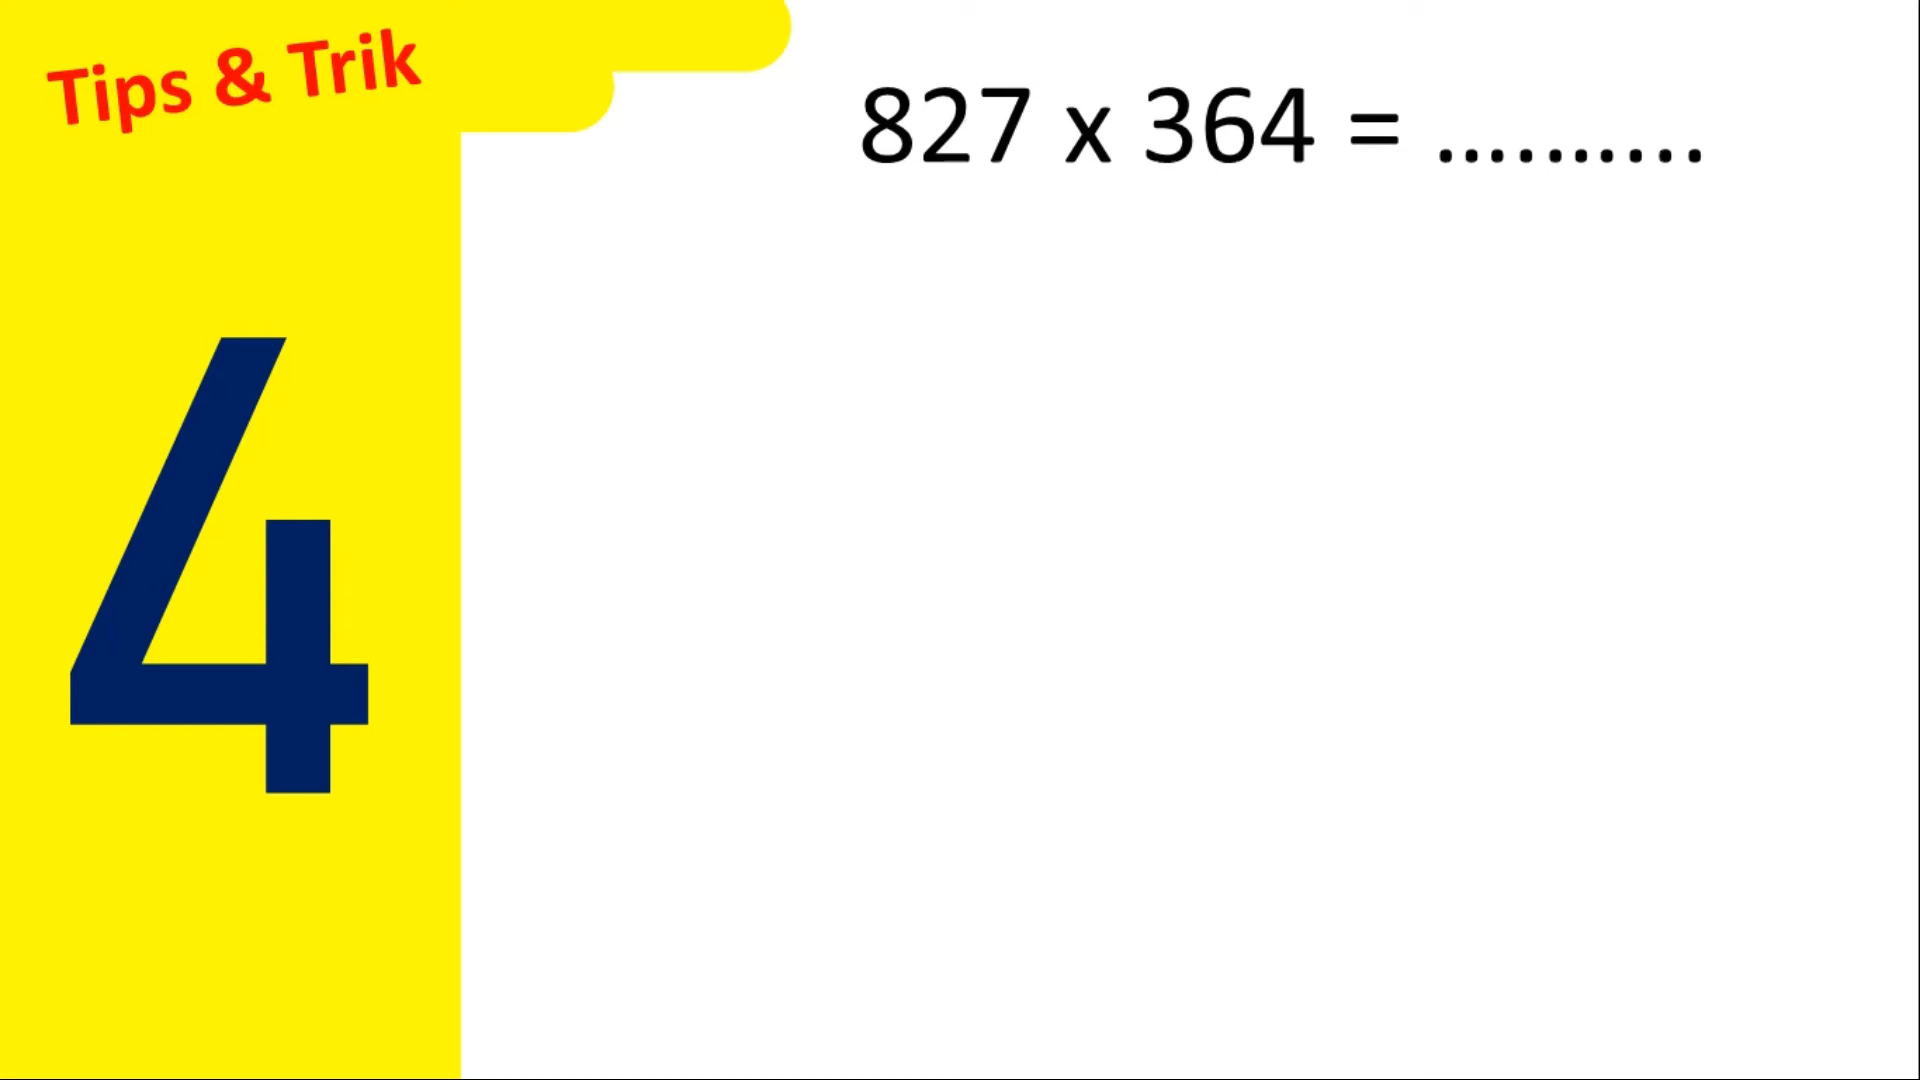 Tips & Trik
827 x 364 = ..........
4